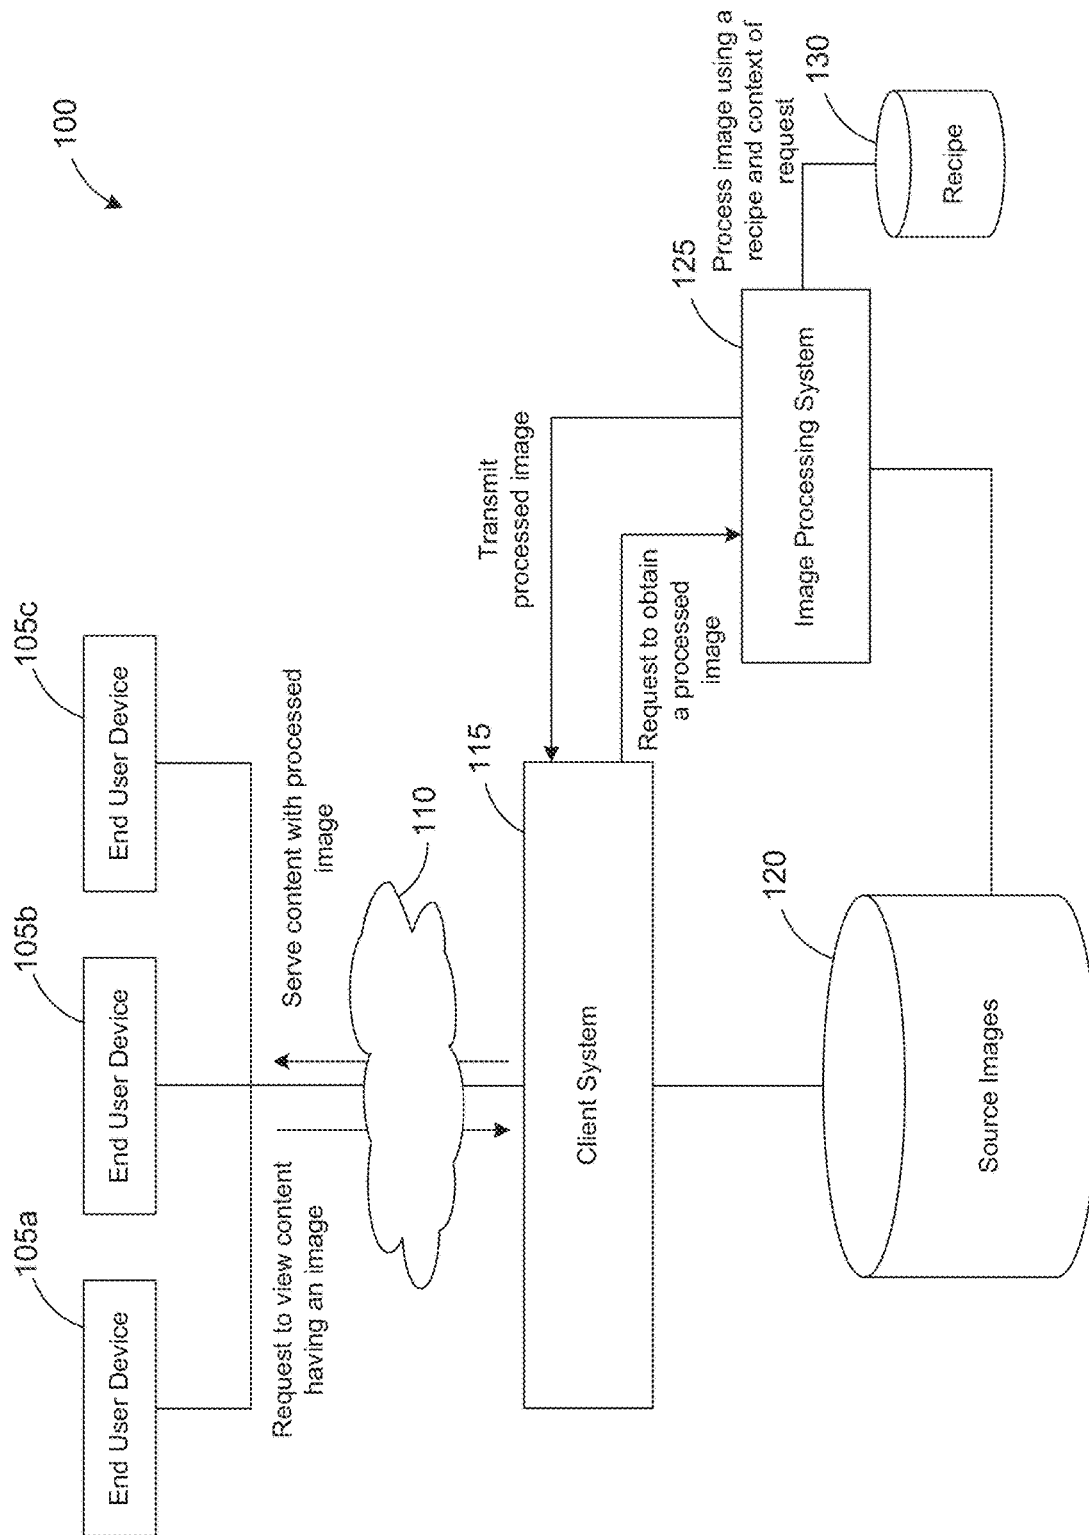 100
105a
105b
105c
End User Device
End User Device
End User Device
Request to view content
having an image
Serve content with processed
image
110
115
Client System
Transmit
processed image
Request to obtain
a processed
image
125
Image Processing System
Process image using a
recipe and context of
request
130
Recipe
120
Source Images